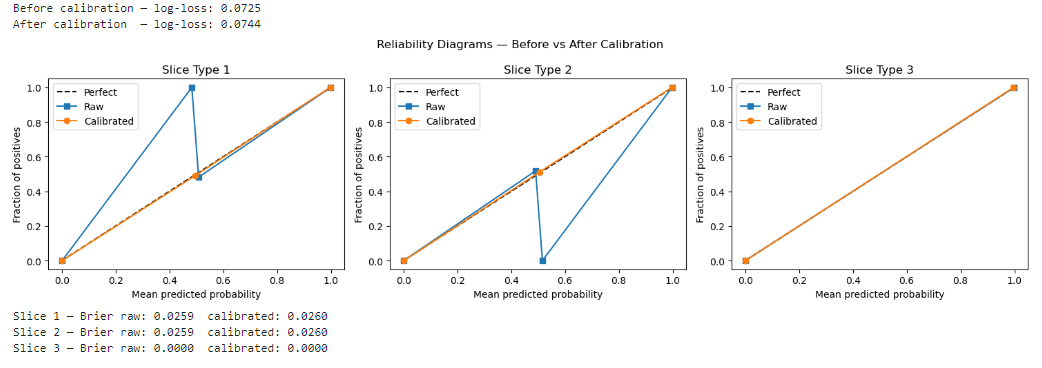 Before calibration — log-loss: 0.0725
After calibration  — log-loss: 0.0744
Reliability Diagrams — Before vs After Calibration
Slice Type 1
Perfect
Raw
Calibrated
Fraction of positives
1.0
0.8
0.6
0.4
0.2
0.0
0.0 0.2 0.4 0.6 0.8 1.0
Mean predicted probability
Slice Type 2
Perfect
Raw
Calibrated
Fraction of positives
1.0
0.8
0.6
0.4
0.2
0.0
0.0 0.2 0.4 0.6 0.8 1.0
Mean predicted probability
Slice Type 3
Perfect
Raw
Calibrated
Fraction of positives
1.0
0.8
0.6
0.4
0.2
0.0
0.0 0.2 0.4 0.6 0.8 1.0
Mean predicted probability
Slice 1 — Brier raw: 0.0259  calibrated: 0.0260
Slice 2 — Brier raw: 0.0259  calibrated: 0.0260
Slice 3 — Brier raw: 0.0000  calibrated: 0.0000